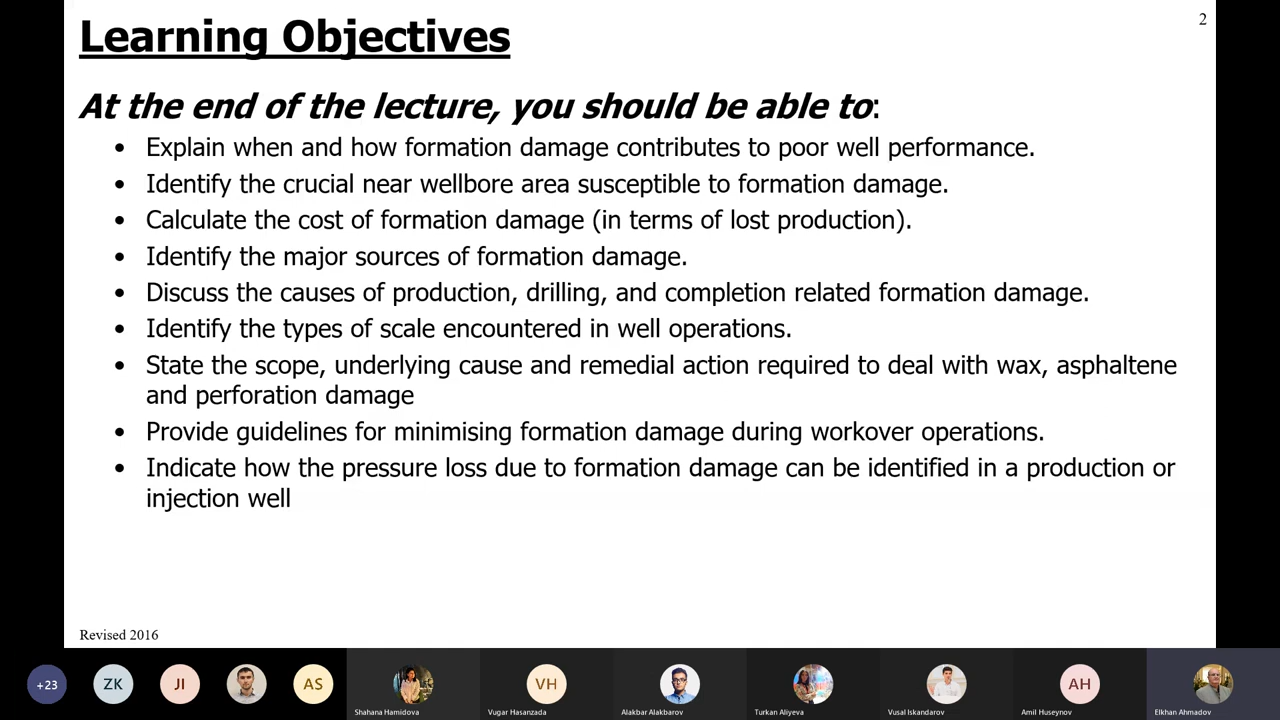 2
Learning Objectives
At the end of the lecture, you should be able to:
• Explain when and how formation damage contributes to poor well performance.
• Identify the crucial near wellbore area susceptible to formation damage.
• Calculate the cost of formation damage (in terms of lost production).
• Identify the major sources of formation damage.
• Discuss the causes of production, drilling, and completion related formation damage.
• Identify the types of scale encountered in well operations.
• State the scope, underlying cause and remedial action required to deal with wax, asphaltene
and perforation damage
• Provide guidelines for minimising formation damage during workover operations.
• Indicate how the pressure loss due to formation damage can be identified in a production or
injection well
Revised 2016
+23
ZK
JI
AS
VH
AH
Shahana Hamidova
Vugar Hasanzada
Alakbar Alakbarov
Turkan Aliyeva
Vusal Iskandarov
Amil Huseynov
Elkhan Ahmadov